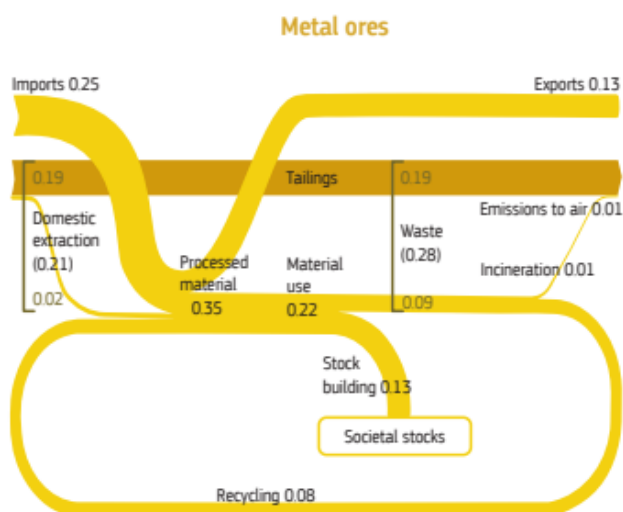 Metal ores
Imports 0.25
Exports 0.13
0.19
Tailings
0.19
Domestic
extraction
(0.21)
Emissions to air 0.01
Waste
(0.28)
Processed
material
0.35
Material
use
0.22
Incineration 0.01
0.02
0.09
Stock
building 0.13
Societal stocks
Recycling 0.08